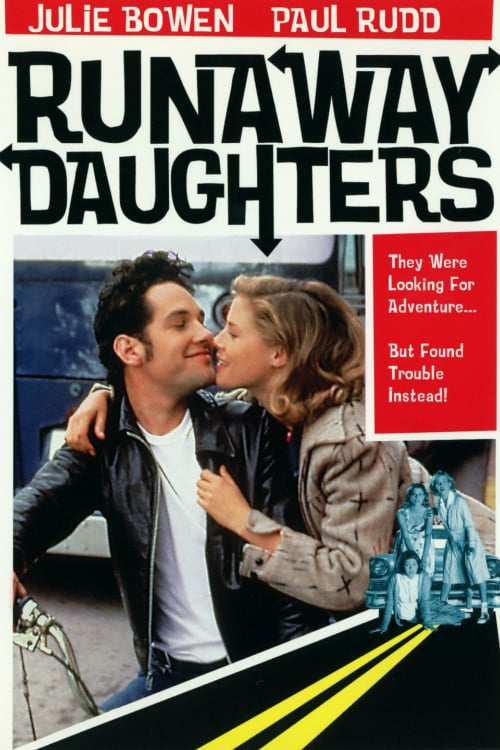 JULIE BOWEN PAUL RUDD
RUNAWAY
DAUGHTERS
They Were
Looking For
Adventure...
But Found
Trouble
Instead!